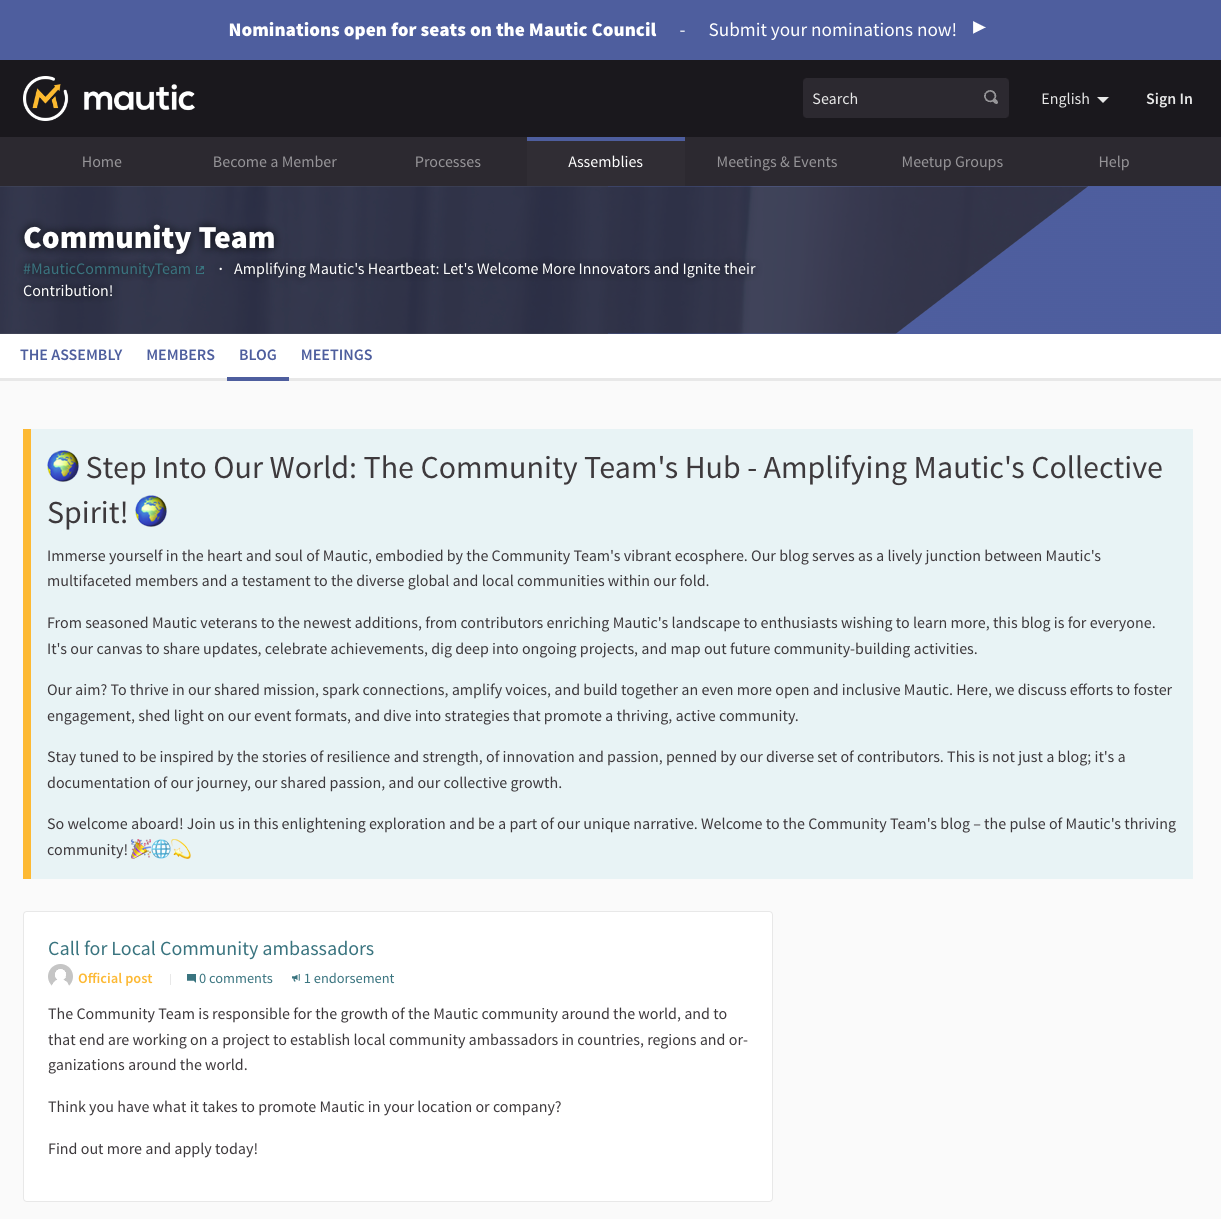 Nominations open for seats on the Mautic Council - Submit your nominations now! ▶
mautic
Search
English
Sign In
Home
Become a Member
Processes
Assemblies
Meetings & Events
Meetup Groups
Help
Community Team
#MauticCommunityTeam · Amplifying Mautic's Heartbeat: Let's Welcome More Innovators and Ignite their
Contribution!
THE ASSEMBLY
MEMBERS
BLOG
MEETINGS
🌍 Step Into Our World: The Community Team's Hub - Amplifying Mautic's Collective
Spirit! 🌍
Immerse yourself in the heart and soul of Mautic, embodied by the Community Team's vibrant ecosphere. Our blog serves as a lively junction between Mautic's
multifaceted members and a testament to the diverse global and local communities within our fold.
From seasoned Mautic veterans to the newest additions, from contributors enriching Mautic's landscape to enthusiasts wishing to learn more, this blog is for everyone.
It's our canvas to share updates, celebrate achievements, dig deep into ongoing projects, and map out future community-building activities.
Our aim? To thrive in our shared mission, spark connections, amplify voices, and build together an even more open and inclusive Mautic. Here, we discuss efforts to foster
engagement, shed light on our event formats, and dive into strategies that promote a thriving, active community.
Stay tuned to be inspired by the stories of resilience and strength, of innovation and passion, penned by our diverse set of contributors. This is not just a blog; it's a
documentation of our journey, our shared passion, and our collective growth.
So welcome aboard! Join us in this enlightening exploration and be a part of our unique narrative. Welcome to the Community Team's blog – the pulse of Mautic's thriving
community! 🎉🌐💫
Call for Local Community ambassadors
Official post | 0 comments 1 endorsement
The Community Team is responsible for the growth of the Mautic community around the world, and to
that end are working on a project to establish local community ambassadors in countries, regions and or-
ganizations around the world.
Think you have what it takes to promote Mautic in your location or company?
Find out more and apply today!